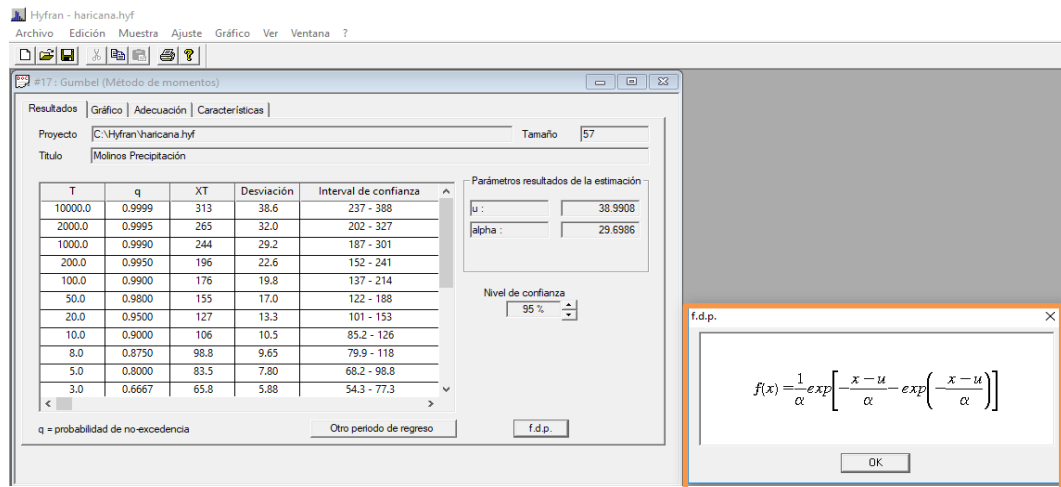 Hyfran - haricana.hyf
Archivo Edición Muestra Ajuste Gráfico Ver Ventana ?
#17 : Gumbel (Método de momentos)
Resultados Gráfico Adecuación Características
Proyecto C:\Hyfran\haricana.hyf Tamaño 57
Titulo Molinos Precipitación
T q XT Desviación Interval de confianza
10000.0 0.9999 313 38.6 237 - 388
2000.0 0.9995 265 32.0 202 - 327
1000.0 0.9990 244 29.2 187 - 301
200.0 0.9950 196 22.6 152 - 241
100.0 0.9900 176 19.8 137 - 214
50.0 0.9800 155 17.0 122 - 188
20.0 0.9500 127 13.3 101 - 153
10.0 0.9000 106 10.5 85.2 - 126
8.0 0.8750 98.8 9.65 79.9 - 118
5.0 0.8000 83.5 7.80 68.2 - 98.8
3.0 0.6667 65.8 5.88 54.3 - 77.3
q = probabilidad de no-excedencia
Otro periodo de regreso
Parámetros resultados de la estimación
u : 38.9908
alpha : 29.6986
Nivel de confianza
95 %
f.d.p.
f.d.p.
f(x) = 1/α exp[ - x - u / α - exp( - x - u / α ) ]
OK